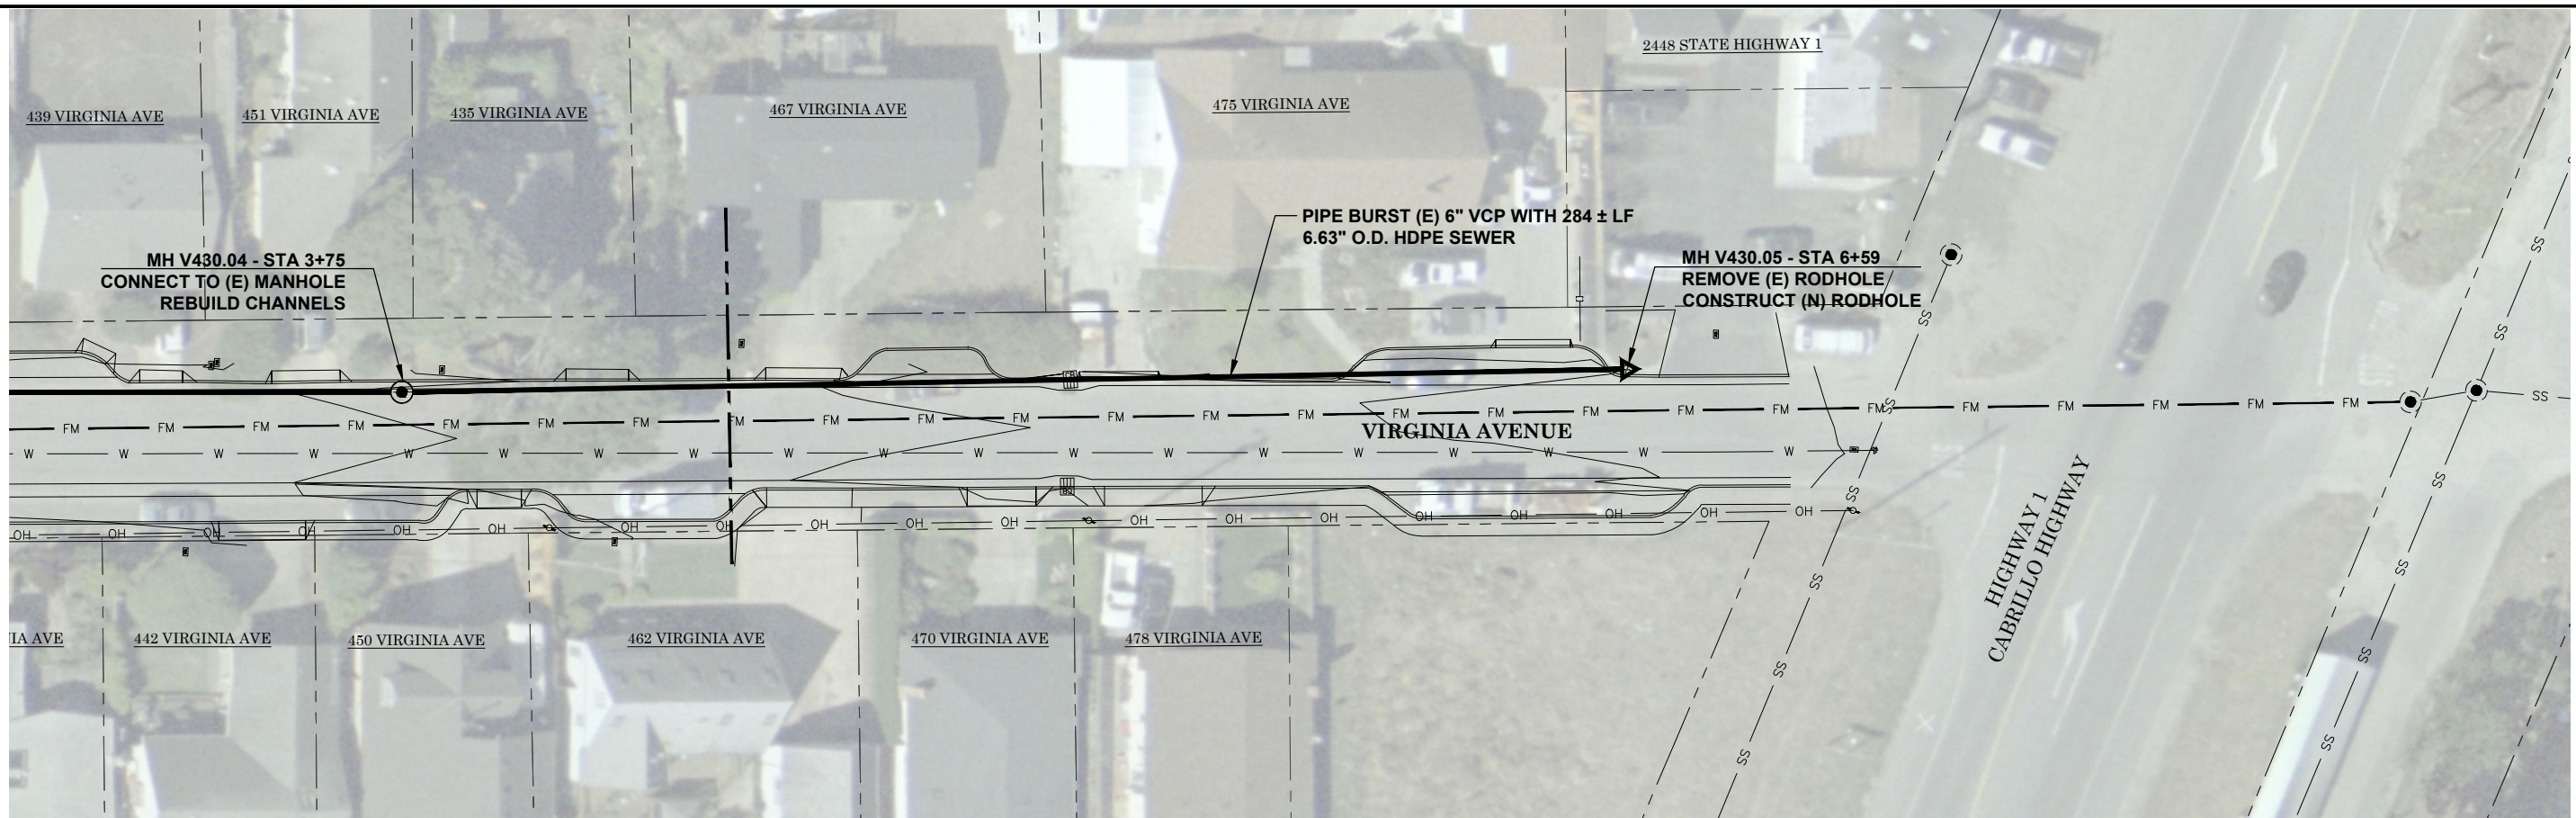 2448 STATE HIGHWAY 1
439 VIRGINIA AVE
451 VIRGINIA AVE
435 VIRGINIA AVE
467 VIRGINIA AVE
475 VIRGINIA AVE
PIPE BURST (E) 6" VCP WITH 284 ± LF
6.63" O.D. HDPE SEWER
MH V430.04 - STA 3+75
CONNECT TO (E) MANHOLE
REBUILD CHANNELS
MH V430.05 - STA 6+59
REMOVE (E) RODHOLE
CONSTRUCT (N) RODHOLE
SS
SS
SS
SS
FM FM FM FM FM FM FM FM FM FM FM FM FM FM FM FM FM FM FM FM FM FM FM FM FM
SS
VIRGINIA AVENUE
W W W W W W W W W W W W W W W W W W W
SS
SS
OH OH OH OH OH OH OH OH OH OH OH OH OH OH OH OH OH OH OH
HIGHWAY 1
CABRILLO HIGHWAY
SS
SS
IA AVE
442 VIRGINIA AVE
450 VIRGINIA AVE
462 VIRGINIA AVE
470 VIRGINIA AVE
478 VIRGINIA AVE
SS
SS
SS
SS